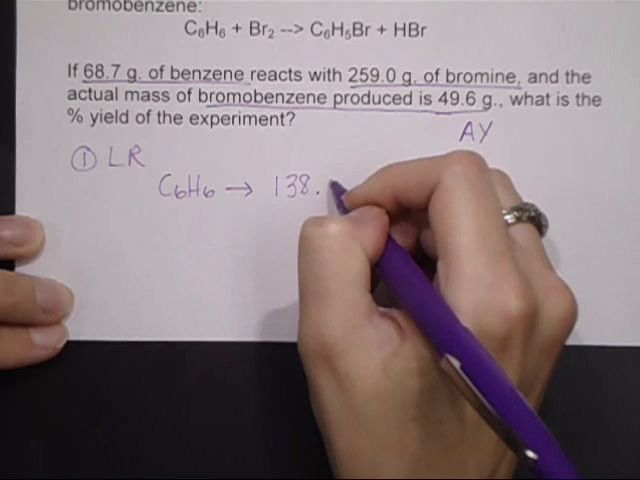 bromobenzene:
C₆H₆ + Br₂ --> C₆H₅Br + HBr
If 68.7 g. of benzene reacts with 259.0 g. of bromine, and the
actual mass of bromobenzene produced is 49.6 g., what is the
% yield of the experiment?
AY
① LR
C₆H₆ → 138.